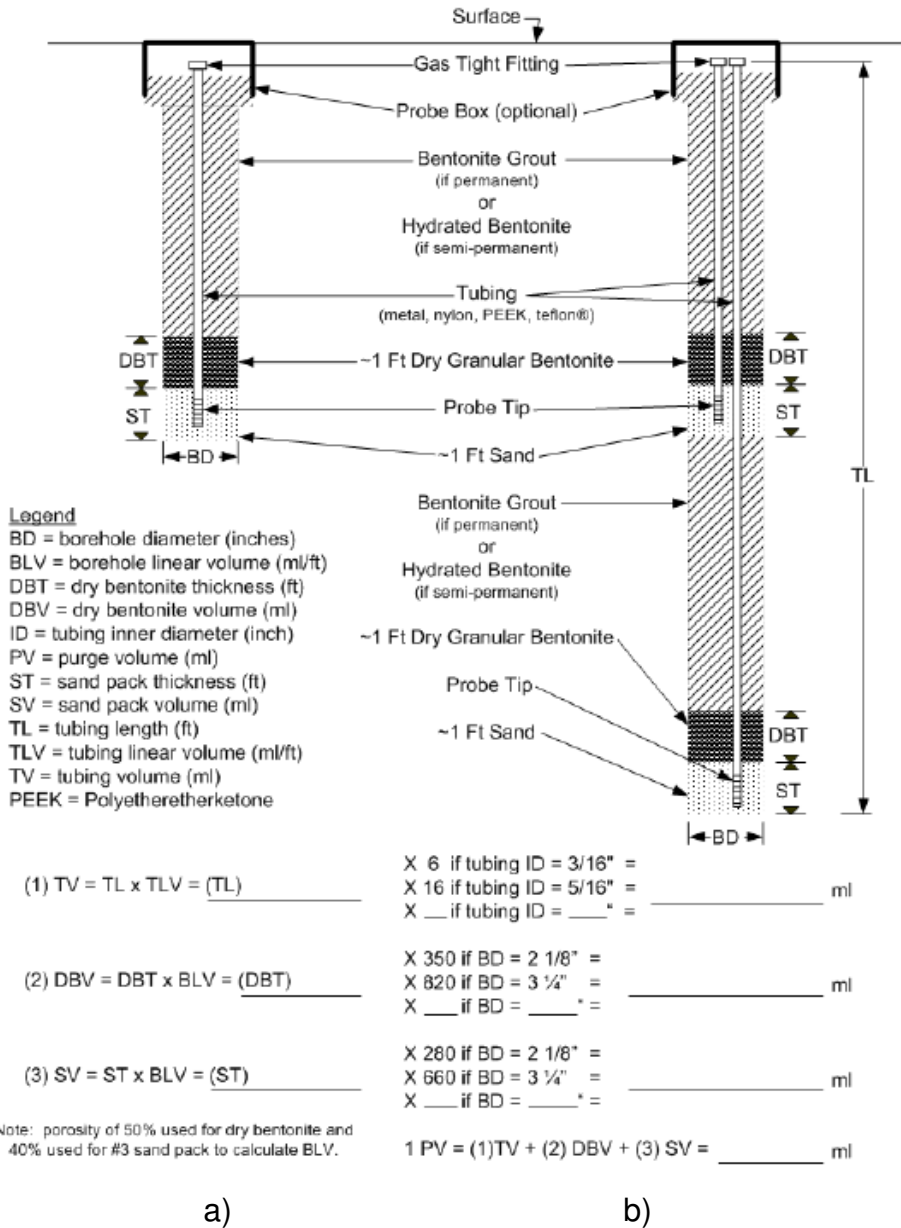 Surface
Gas Tight Fitting
Probe Box (optional)
Bentonite Grout
(if permanent)
or
Hydrated Bentonite
(if semi-permanent)
Tubing
(metal, nylon, PEEK, teflon®)
DBT
~1 Ft Dry Granular Bentonite
DBT
ST
Probe Tip
ST
~1 Ft Sand
BD
TL
Bentonite Grout
(if permanent)
or
Hydrated Bentonite
(if semi-permanent)
~1 Ft Dry Granular Bentonite
Probe Tip
DBT
~1 Ft Sand
ST
BD
Legend
BD = borehole diameter (inches)
BLV = borehole linear volume (ml/ft)
DBT = dry bentonite thickness (ft)
DBV = dry bentonite volume (ml)
ID = tubing inner diameter (inch)
PV = purge volume (ml)
ST = sand pack thickness (ft)
SV = sand pack volume (ml)
TL = tubing length (ft)
TLV = tubing linear volume (ml/ft)
TV = tubing volume (ml)
PEEK = Polyetheretherketone
(1) TV = TL x TLV = (TL)
X 6 if tubing ID = 3/16" =
X 16 if tubing ID = 5/16" = ______ ml
X __ if tubing ID = ____" =
(2) DBV = DBT x BLV = (DBT)
X 350 if BD = 2 1/8" =
X 820 if BD = 3 ¼" = ______ ml
X ___ if BD = _____" =
(3) SV = ST x BLV = (ST)
X 280 if BD = 2 1/8" =
X 660 if BD = 3 ¼" = ______ ml
X ___ if BD = _____" =
Note: porosity of 50% used for dry bentonite and
40% used for #3 sand pack to calculate BLV.
1 PV = (1)TV + (2) DBV + (3) SV = ______ ml
a) b)